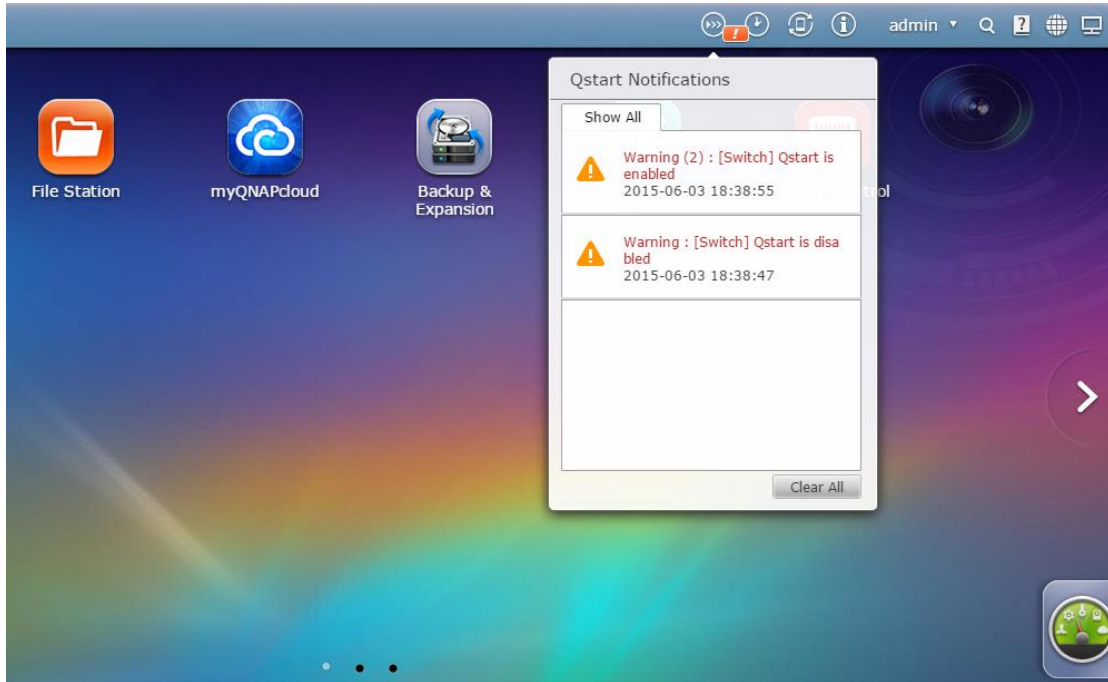 admin
Qstart Notifications
Show All
Warning (2) : [Switch] Qstart is
enabled
2015-06-03 18:38:55
Warning : [Switch] Qstart is disa
bled
2015-06-03 18:38:47
Clear All
File Station
myQNAPcloud
Backup &
Expansion